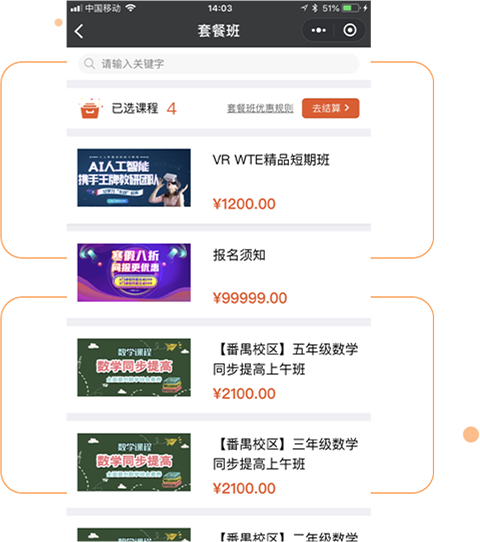 中国移动 14:03 51%
套餐班
请输入关键字
已选课程 4 套餐班优惠规则 去结算
AI人工智能
携手王牌教研团队
VR WTE精品短期班
¥1200.00
寒假八折
网报更优惠
报名须知
¥99999.00
数学课程
数学同步提高
【番禺校区】五年级数学
同步提高上午班
¥2100.00
数学课程
数学同步提高
【番禺校区】三年级数学
同步提高上午班
¥2100.00
【番禺校区】二年级数学